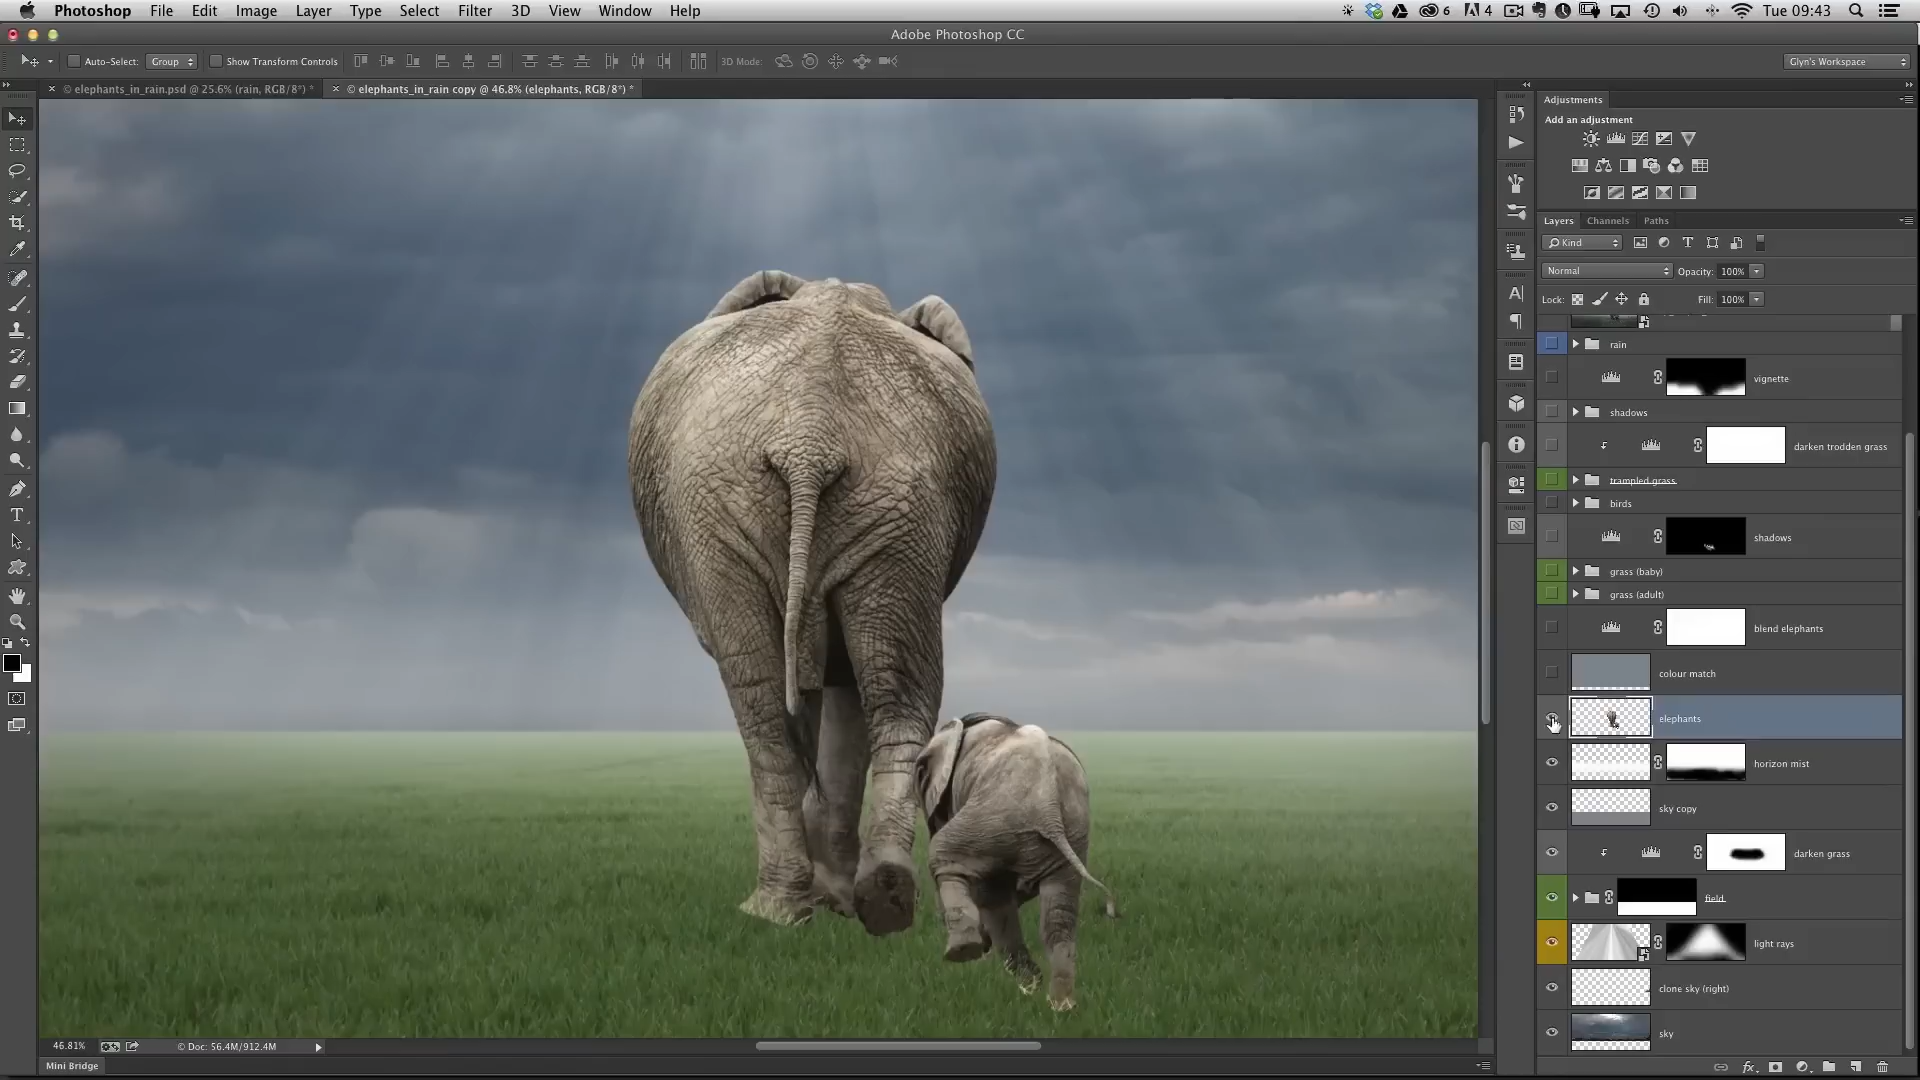 Photoshop File Edit Image Layer Type Select Filter 3D View Window Help 6 4 Tue 09:43
Adobe Photoshop CC
Auto-Select: Group Show Transform Controls 3D Mode: Glyn's Workspace
× © elephants_in_rain.psd @ 25.6% (rain, RGB/8*) * × © elephants_in_rain copy @ 46.8% (elephants, RGB/8*) *
Adjustments
Add an adjustment
Layers Channels Paths
Kind
Normal Opacity: 100%
Lock: Fill: 100%
rain
vignette
shadows
darken trodden grass
trampled grass
birds
shadows
grass (baby)
grass (adult)
blend elephants
colour match
elephants
horizon mist
sky copy
darken grass
field
light rays
clone sky (right)
sky
46.81% © Doc: 56.4M/912.4M
Mini Bridge
fx